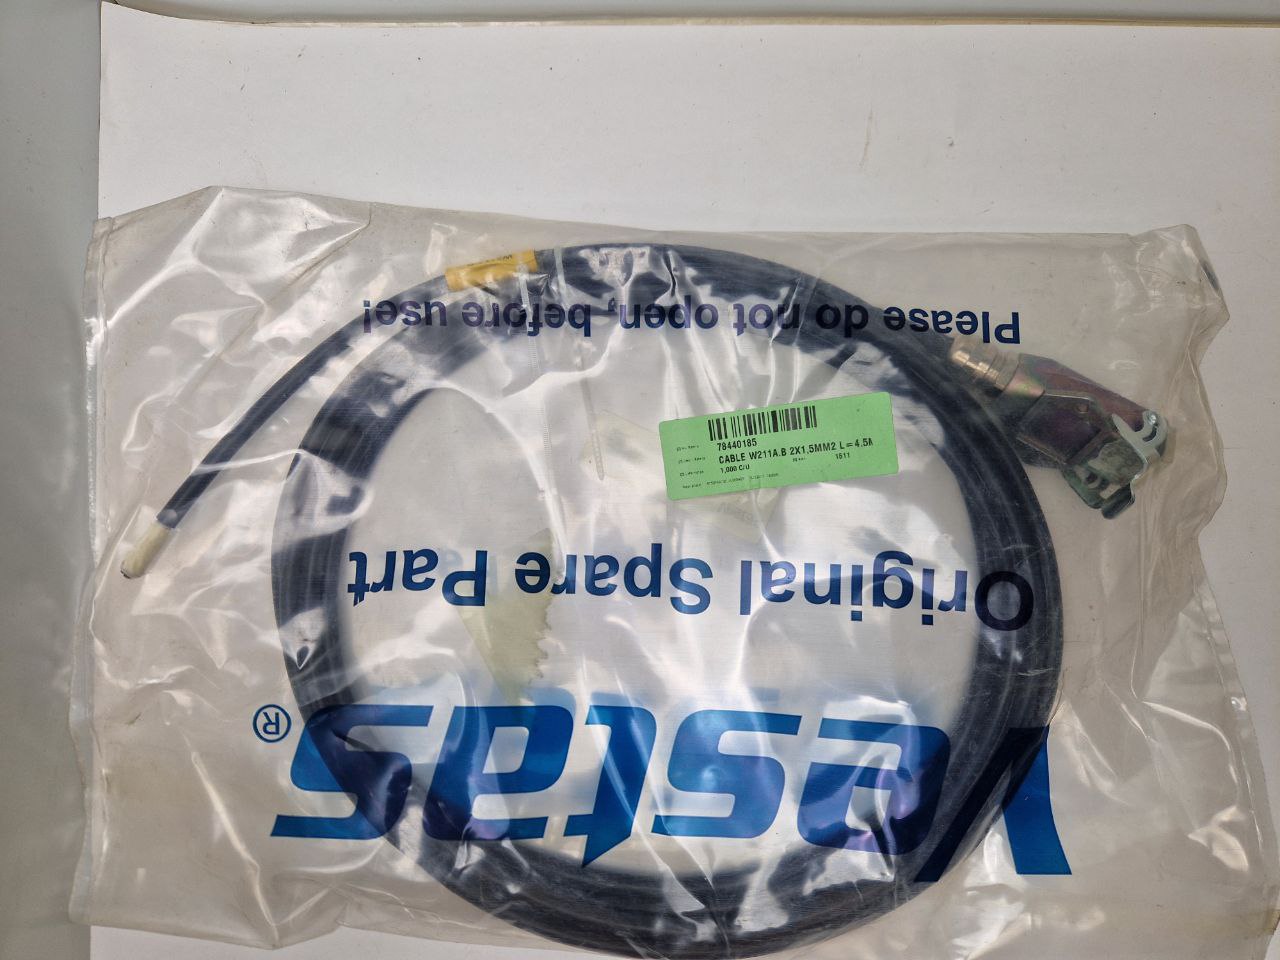 Please do not open, before use!
78440185
CABLE W211A.B 2X1,5MM2 L=4.5M
1,000 C/U
1511
Original Spare Part
Vestas®